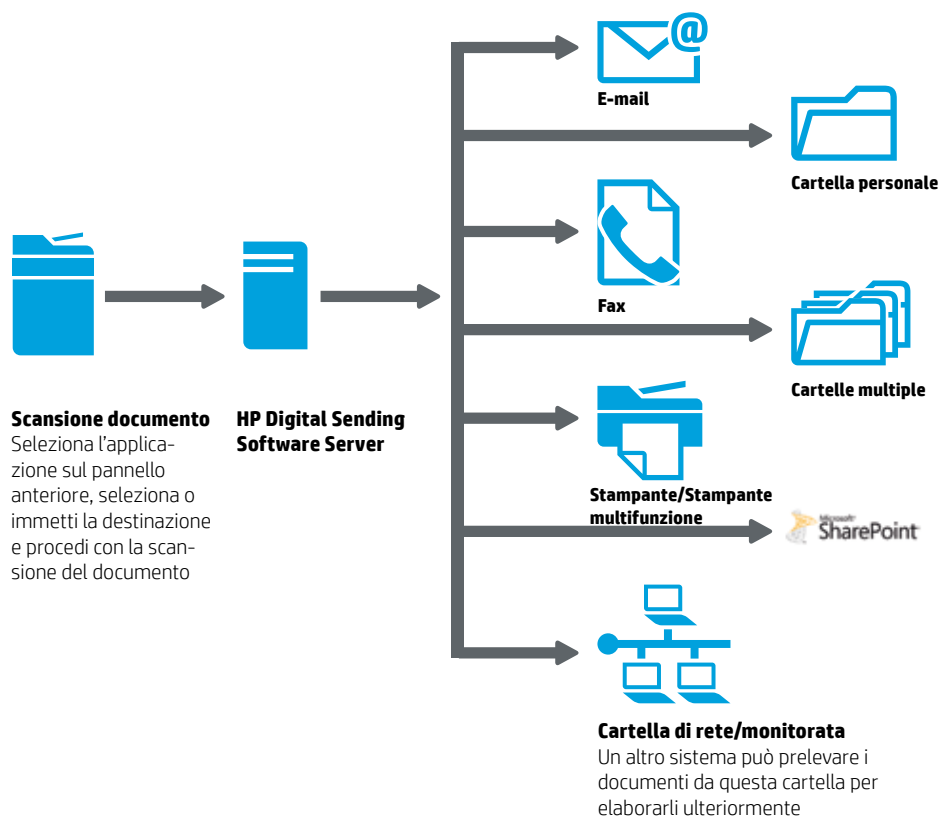 @
E-mail
Cartella personale
Fax
Cartelle multiple
Scansione documento
Seleziona l'applica-
zione sul pannello
anteriore, seleziona o
immetti la destinazione
e procedi con la scan-
sione del documento
HP Digital Sending
Software Server
Stampante/Stampante
multifunzione
Microsoft
SharePoint
Cartella di rete/monitorata
Un altro sistema può prelevare i
documenti da questa cartella per
elaborarli ulteriormente